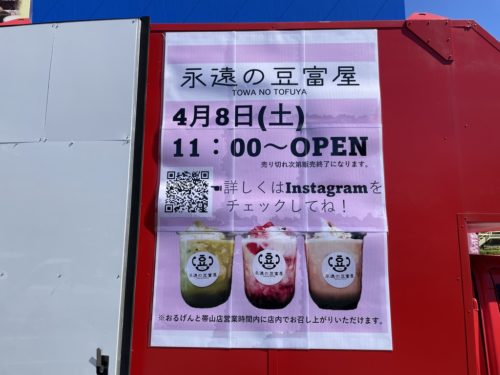 永遠の豆富屋
TOWA NO TOFUYA
4月8日(土)
11：00〜OPEN
売り切れ次第販売終了になります。
詳しくはInstagramを
チェックしてね！
豆
永遠の豆富屋
豆
永遠の豆富屋
豆
永遠の豆富屋
※おるげんと帯山店営業時間内に店内でお召し上がりいただけます。